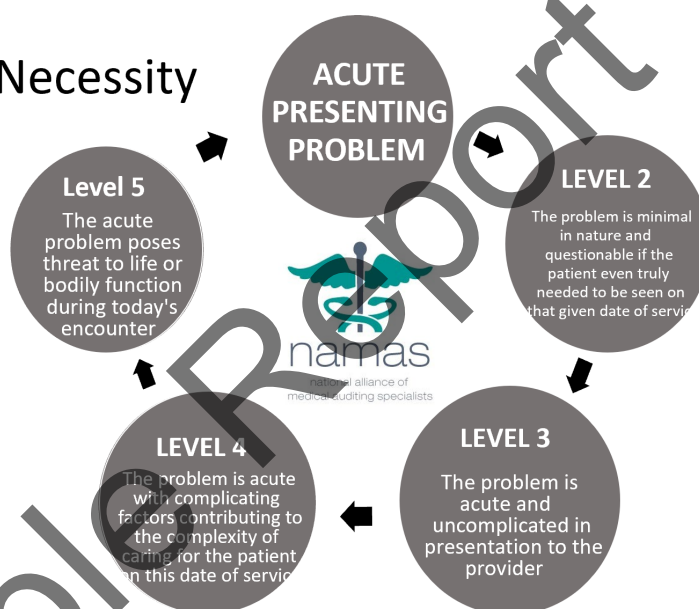 Necessity
ACUTE
PRESENTING
PROBLEM
LEVEL 2
The problem is minimal
in nature and
questionable if the
patient even truly
needed to be seen on
that given date of servic
LEVEL 3
The problem is
acute and
uncomplicated in
presentation to the
provider
LEVEL 4
The problem is acute
with complicating
factors contributing to
the complexity of
caring for the patient
on this date of servic
Level 5
The acute
problem poses
threat to life or
bodily function
during today's
encounter
namas
national alliance of
medical auditing specialists
ple Report